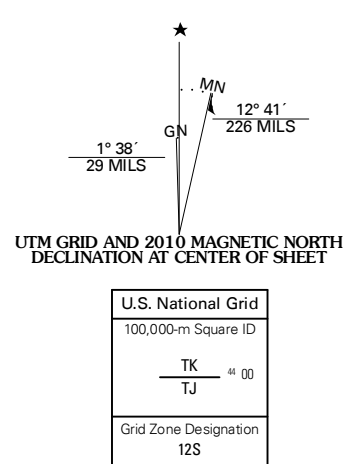 ★
MN
12° 41´
226 MILS
GN
1° 38´
29 MILS
UTM GRID AND 2010 MAGNETIC NORTH
DECLINATION AT CENTER OF SHEET
U.S. National Grid
100,000-m Square ID
TK
44 00
TJ
Grid Zone Designation
12S